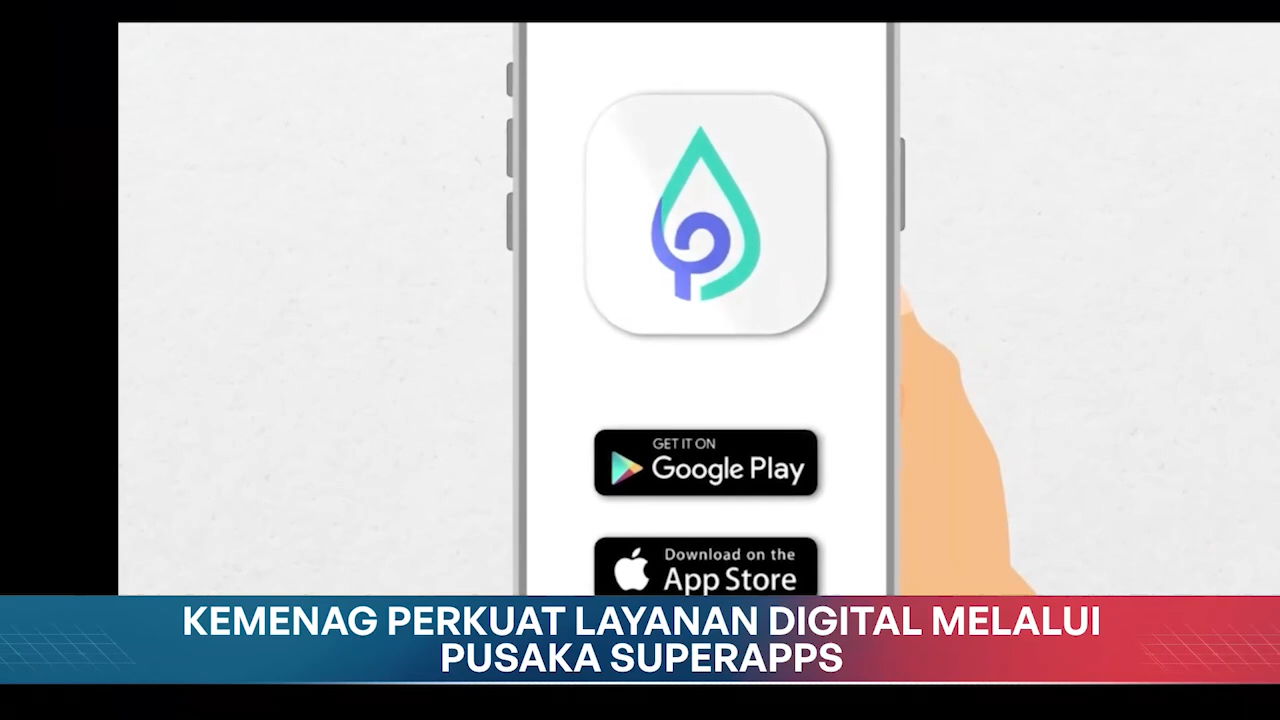 GET IT ON
Google Play
Download on the
App Store
KEMENAG PERKUAT LAYANAN DIGITAL MELALUI
PUSAKA SUPERAPPS